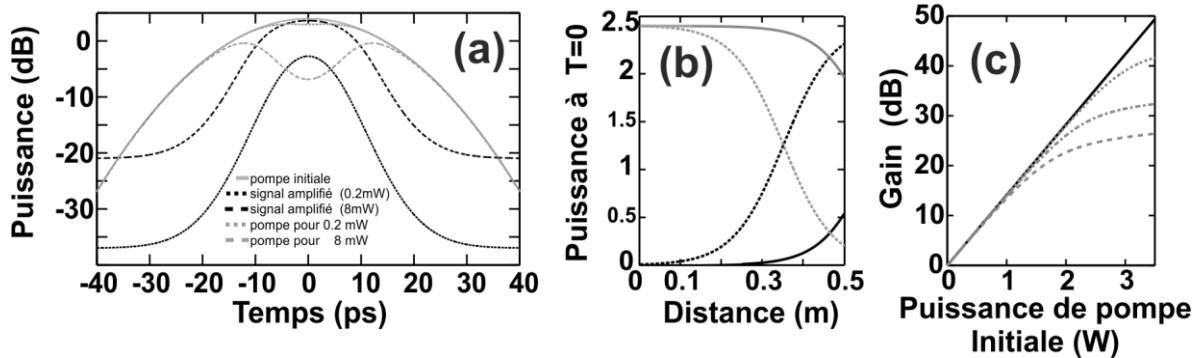 Puissance (dB)
0
-10
-20
-30
(a)
pompe initiale
signal amplifié (0.2mW)
signal amplifié (8mW)
pompe pour 0.2 mW
pompe pour 8 mW
-40 -30 -20 -10 0 10 20 30 40
Temps (ps)
Puissance à T=0
2.5
2
1.5
1
0.5
0
(b)
0 0.1 0.3 0.5
Distance (m)
Gain (dB)
50
40
30
20
10
0
(c)
0 1 2 3
Puissance de pompe
Initiale (W)